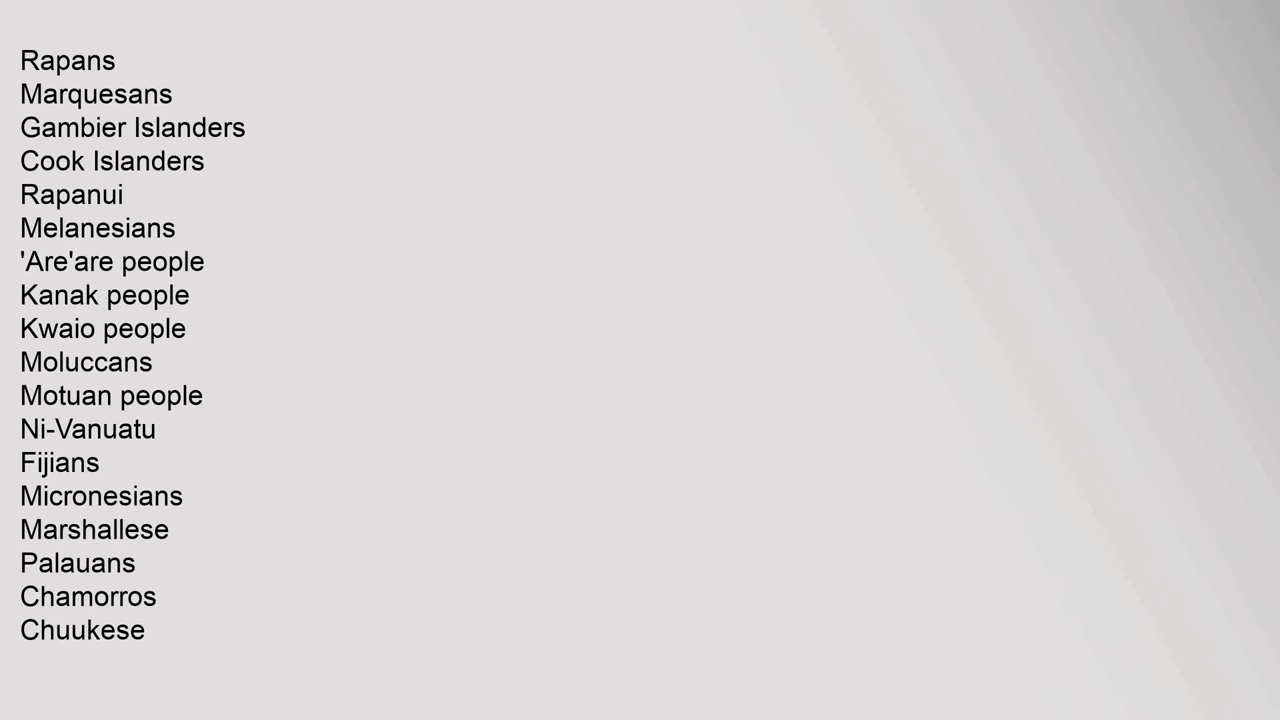 Rapans
Marquesans
Gambier Islanders
Cook Islanders
Rapanui
Melanesians
'Are'are people
Kanak people
Kwaio people
Moluccans
Motuan people
Ni-Vanuatu
Fijians
Micronesians
Marshallese
Palauans
Chamorros
Chuukese